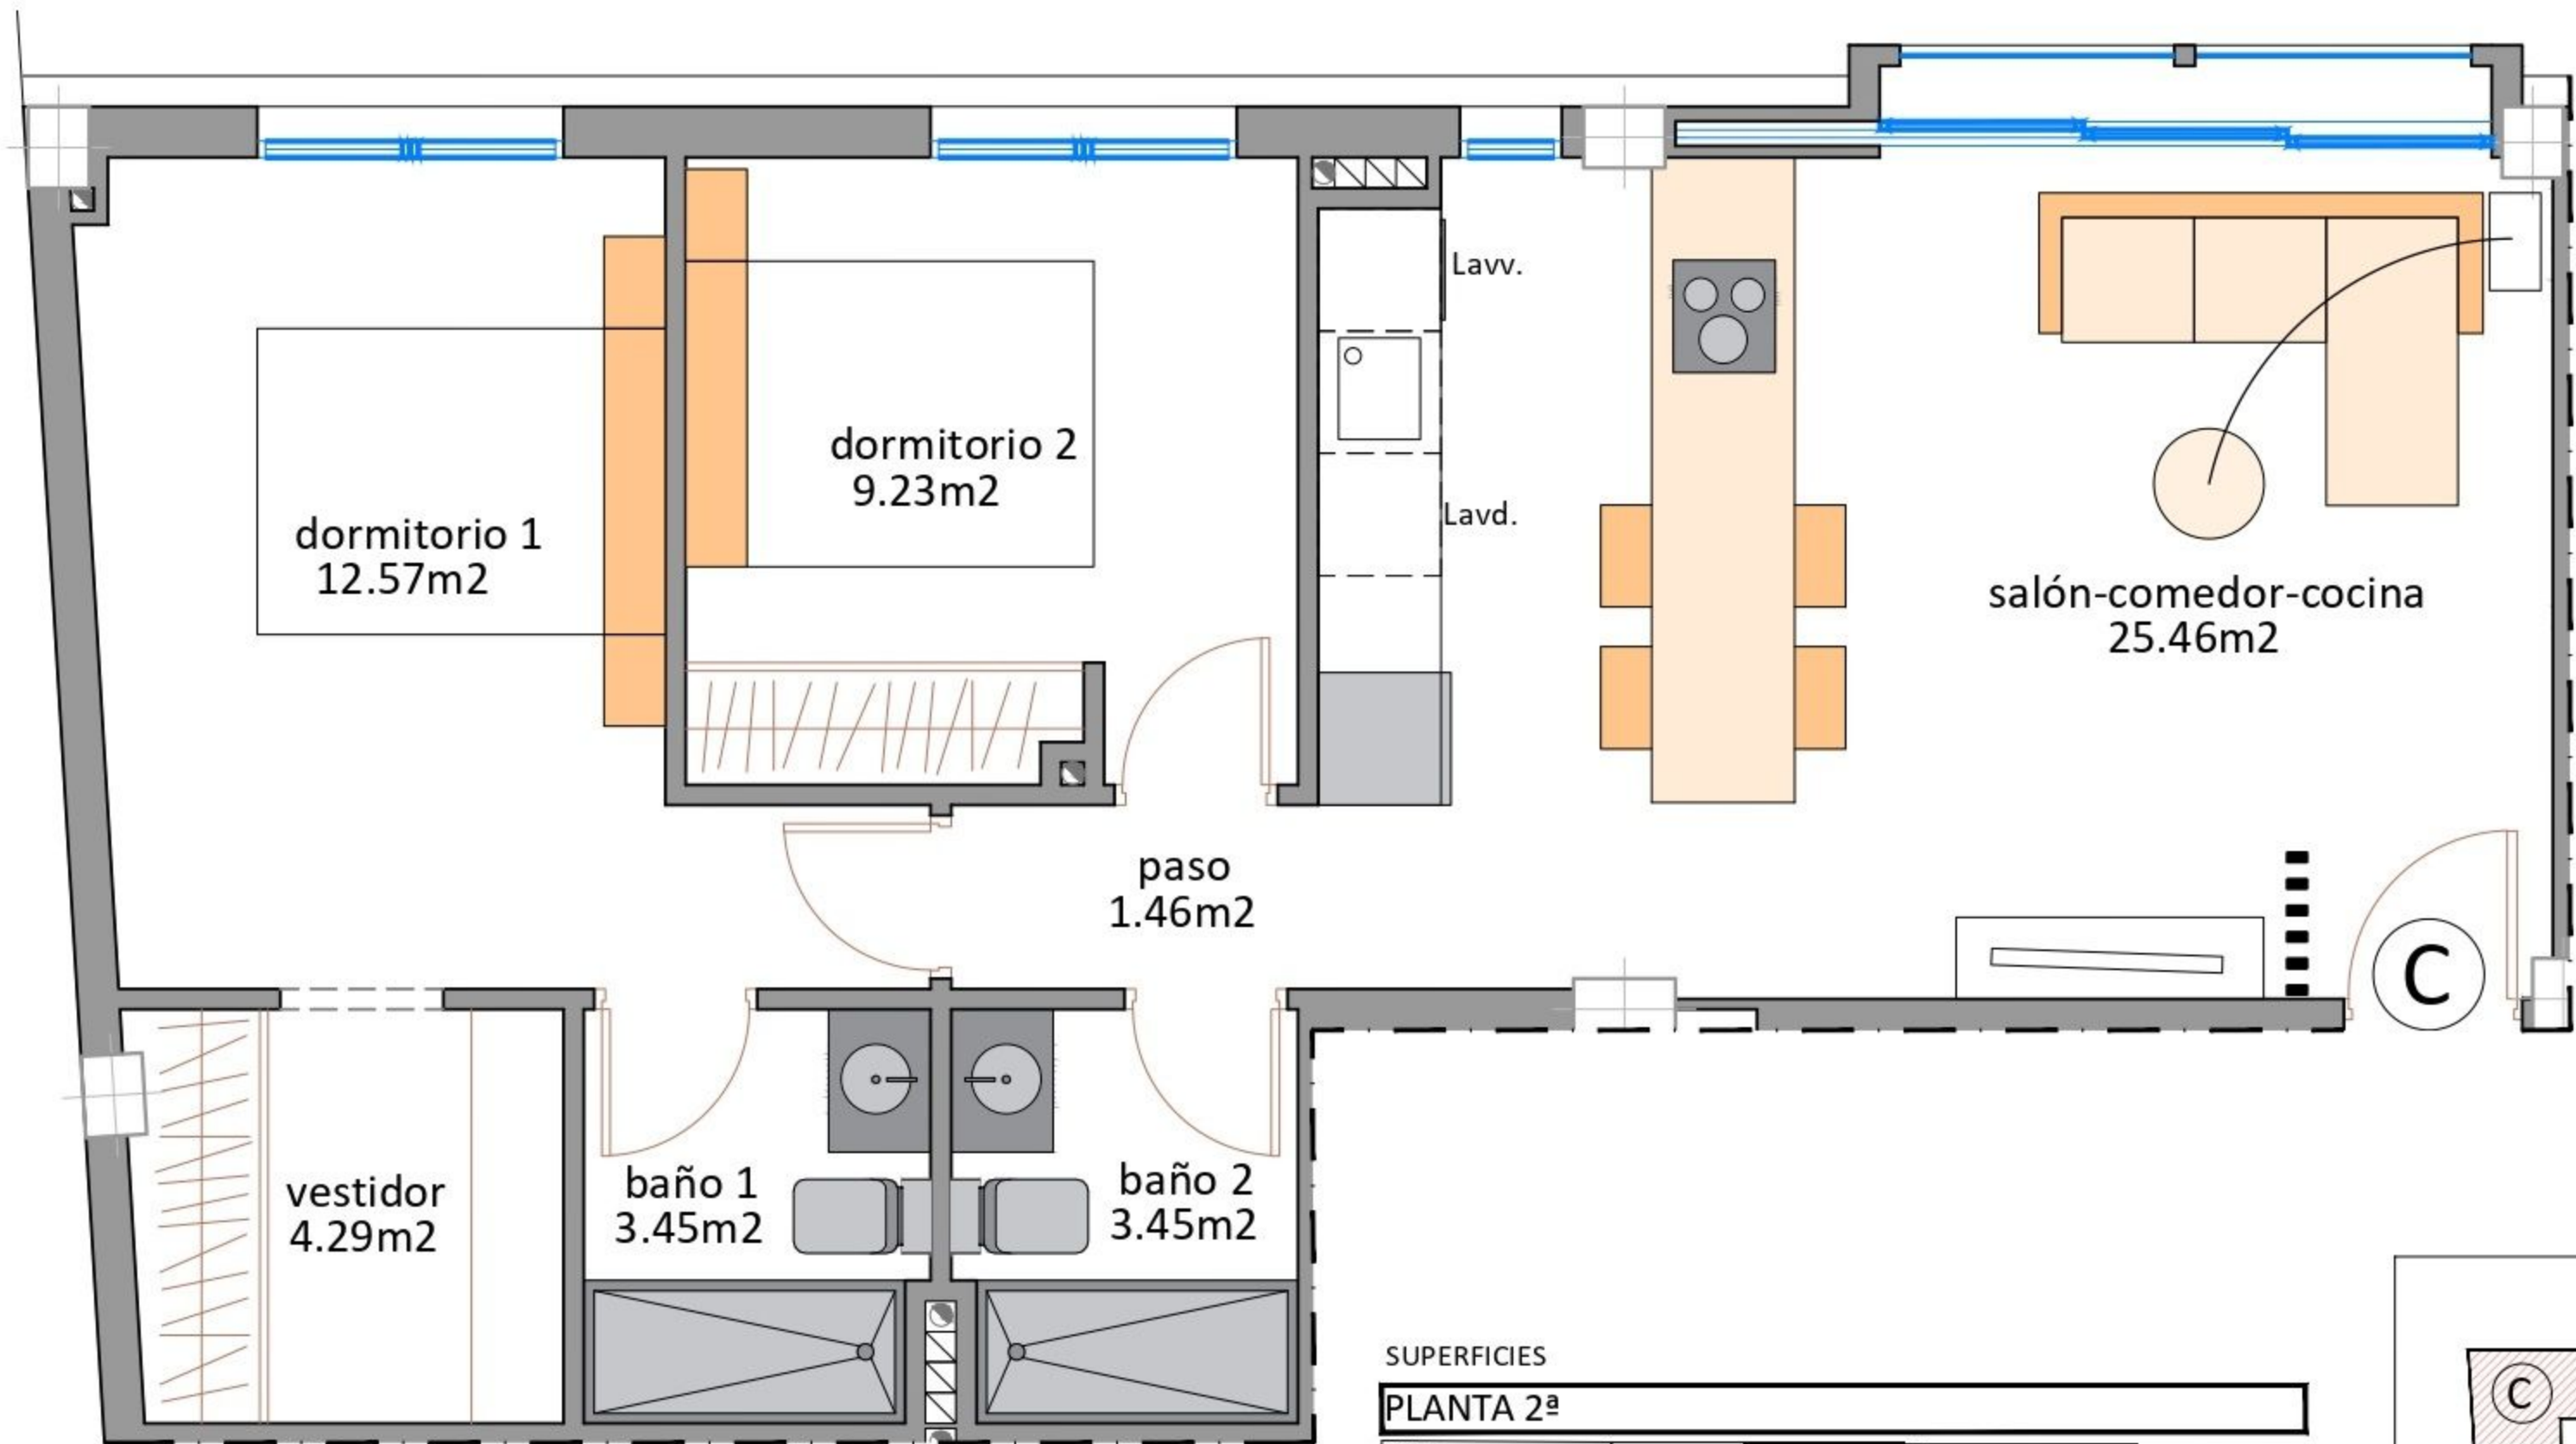 Lavv.
dormitorio 2
9.23m2
Lavd.
dormitorio 1
12.57m2
salón-comedor-cocina
25.46m2
paso
1.46m2
C
vestidor
4.29m2
baño 1
3.45m2
baño 2
3.45m2
SUPERFICIES
PLANTA 2ª
C